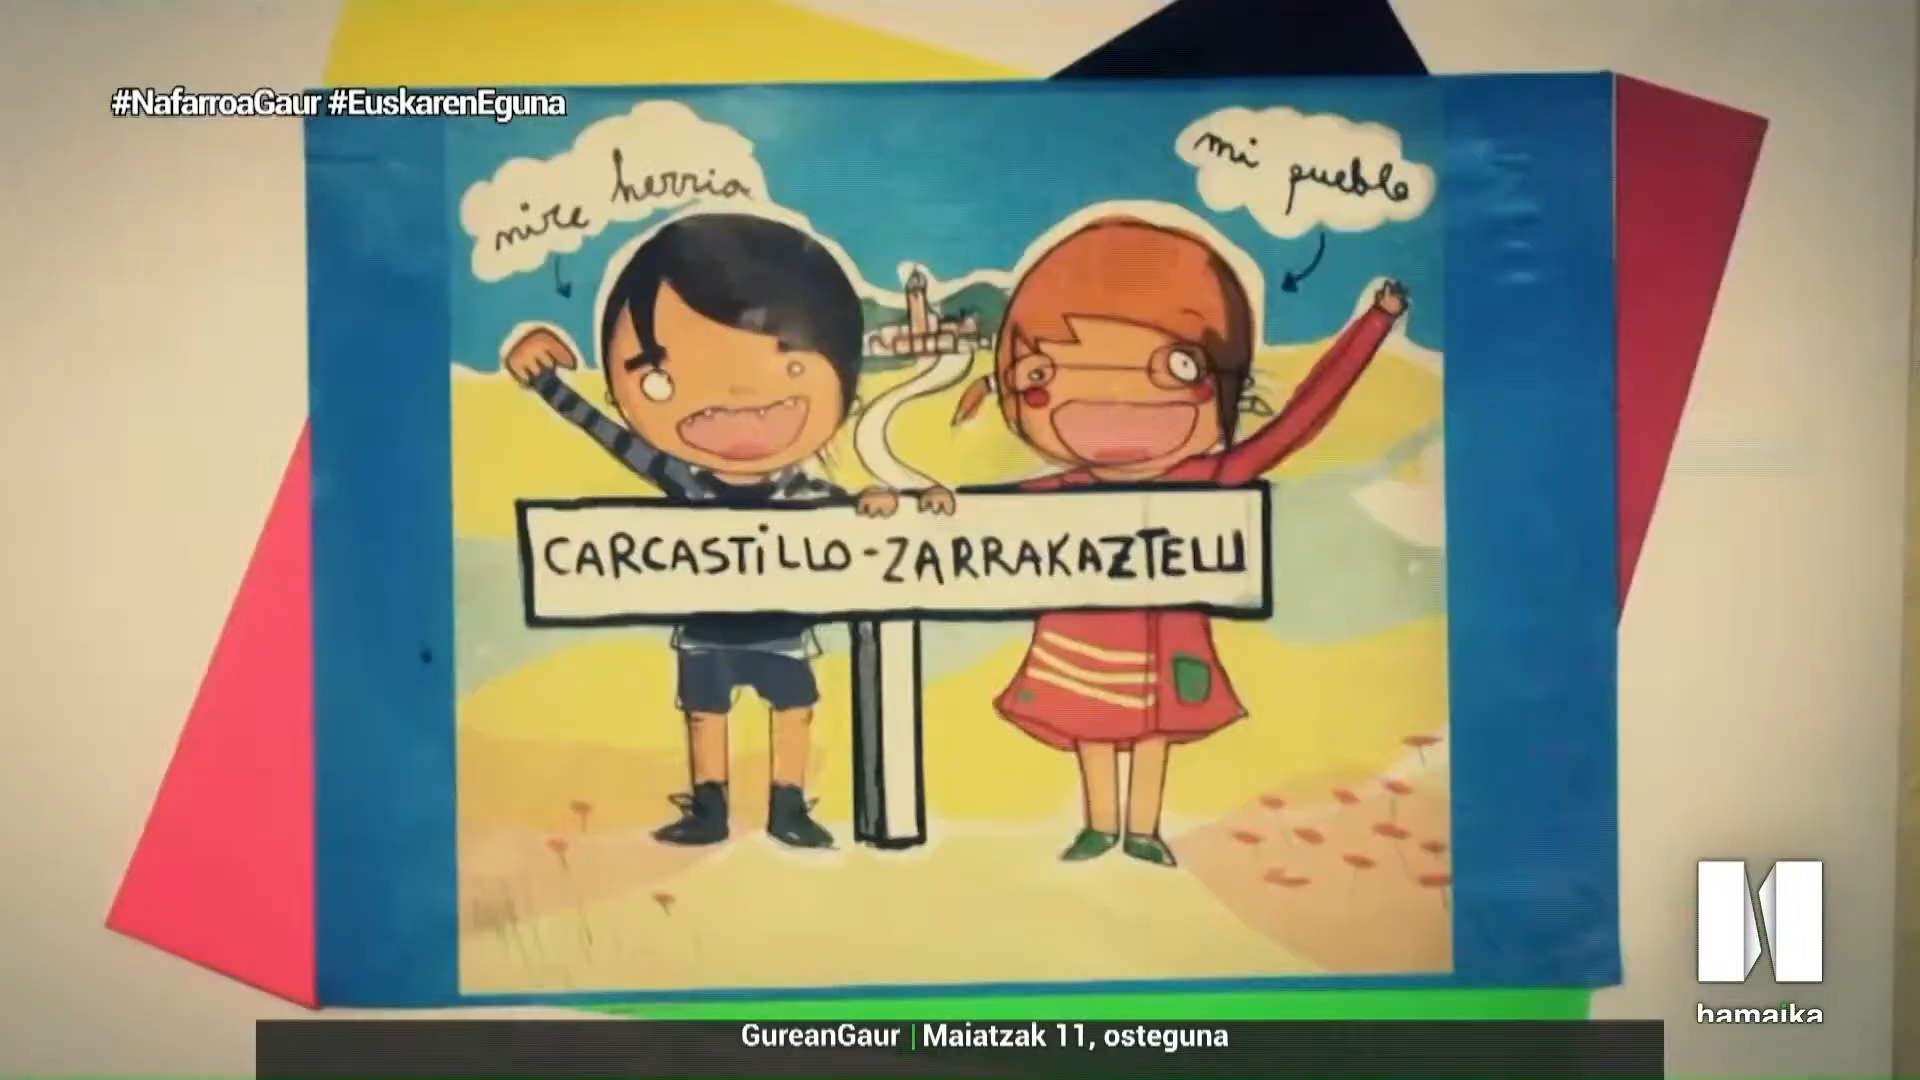 #NafarroaGaur #EuskarenEguna
nire herria
mi pueblo
CARCASTiLLO-ZARRAKAZTELU
hamaika
GureanGaur | Maiatzak 11, osteguna